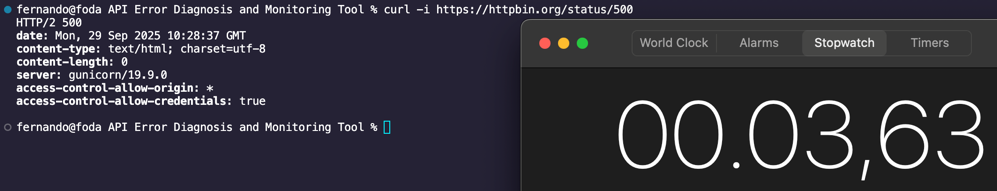 fernando@foda API Error Diagnosis and Monitoring Tool % curl -i https://httpbin.org/status/500
HTTP/2 500
date: Mon, 29 Sep 2025 10:28:37 GMT
content-type: text/html; charset=utf-8
content-length: 0
server: gunicorn/19.9.0
access-control-allow-origin: *
access-control-allow-credentials: true
fernando@foda API Error Diagnosis and Monitoring Tool %
World Clock Alarms Stopwatch Timers
00.03,63